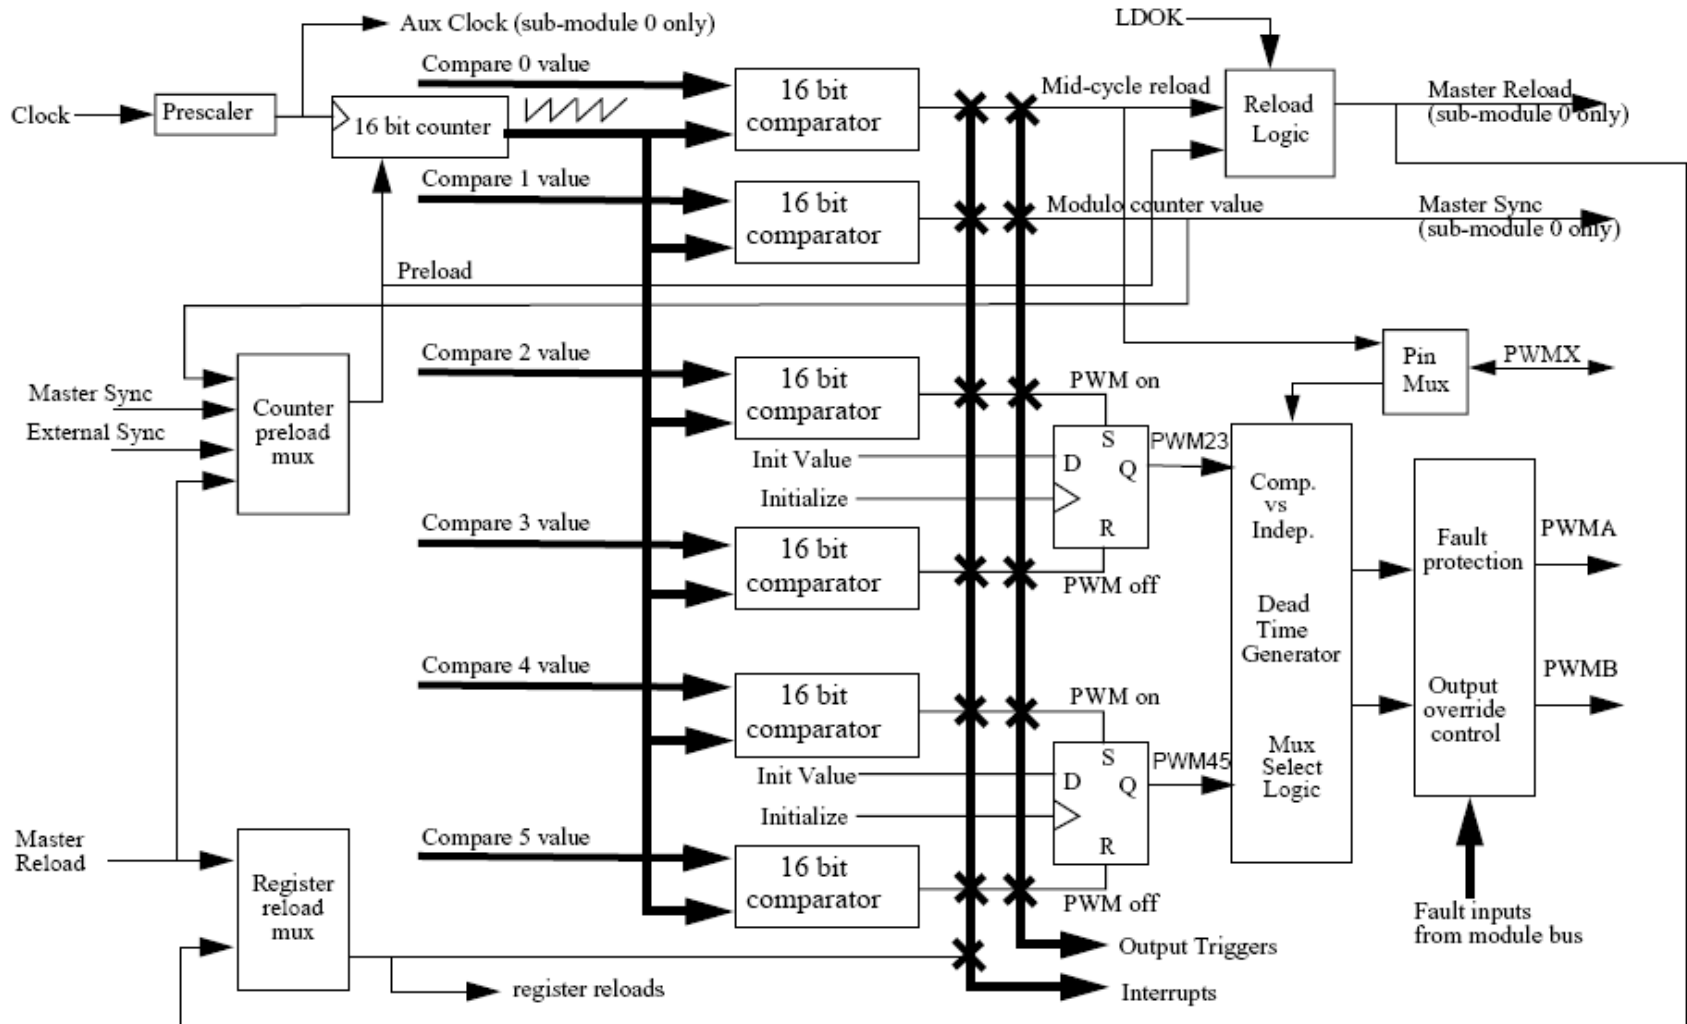 Aux Clock (sub-module 0 only)
LDOK
Compare 0 value
Clock
Prescaler
16 bit counter
16 bit
comparator
Mid-cycle reload
Reload
Logic
Master Reload
(sub-module 0 only)
Compare 1 value
16 bit
comparator
Modulo counter value
Master Sync
(sub-module 0 only)
Preload
Compare 2 value
16 bit
comparator
PWM on
Pin
Mux
PWMX
Master Sync
External Sync
Counter
preload
mux
Init Value
Initialize
S
D
Q
R
PWM23
Compare 3 value
16 bit
comparator
PWM off
Comp.
vs
Indep.
Dead
Time
Generator
Mux
Select
Logic
Fault
protection
Output
override
control
PWMA
PWMB
Compare 4 value
16 bit
comparator
PWM on
Init Value
Initialize
S
D
Q
R
PWM45
Compare 5 value
16 bit
comparator
PWM off
Master
Reload
Register
reload
mux
Fault inputs
from module bus
Output Triggers
register reloads
Interrupts